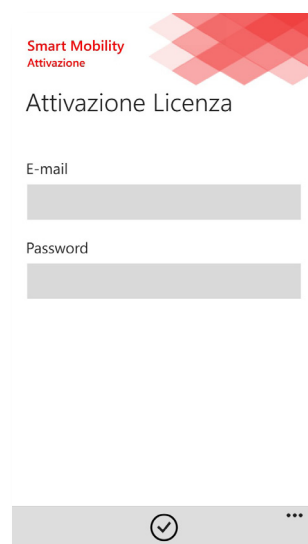 Smart Mobility
Attivazione
Attivazione Licenza
E-mail
Password